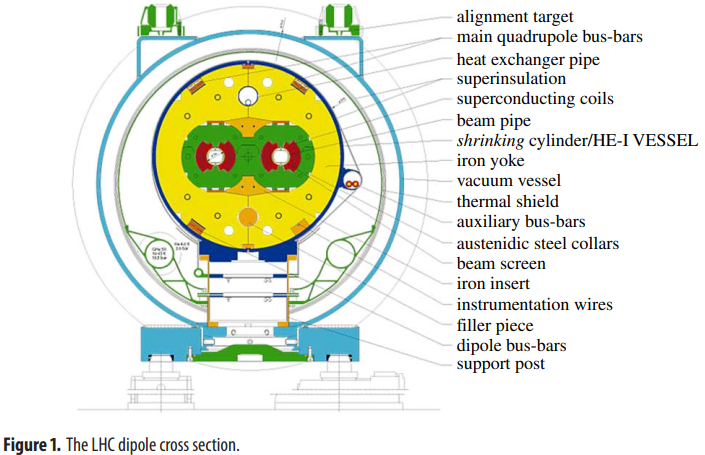 alignment target
main quadrupole bus-bars
heat exchanger pipe
superinsulation
superconducting coils
beam pipe
shrinking cylinder/HE-I VESSEL
iron yoke
vacuum vessel
thermal shield
auxiliary bus-bars
austenidic steel collars
beam screen
iron insert
instrumentation wires
filler piece
dipole bus-bars
support post
Figure 1. The LHC dipole cross section.